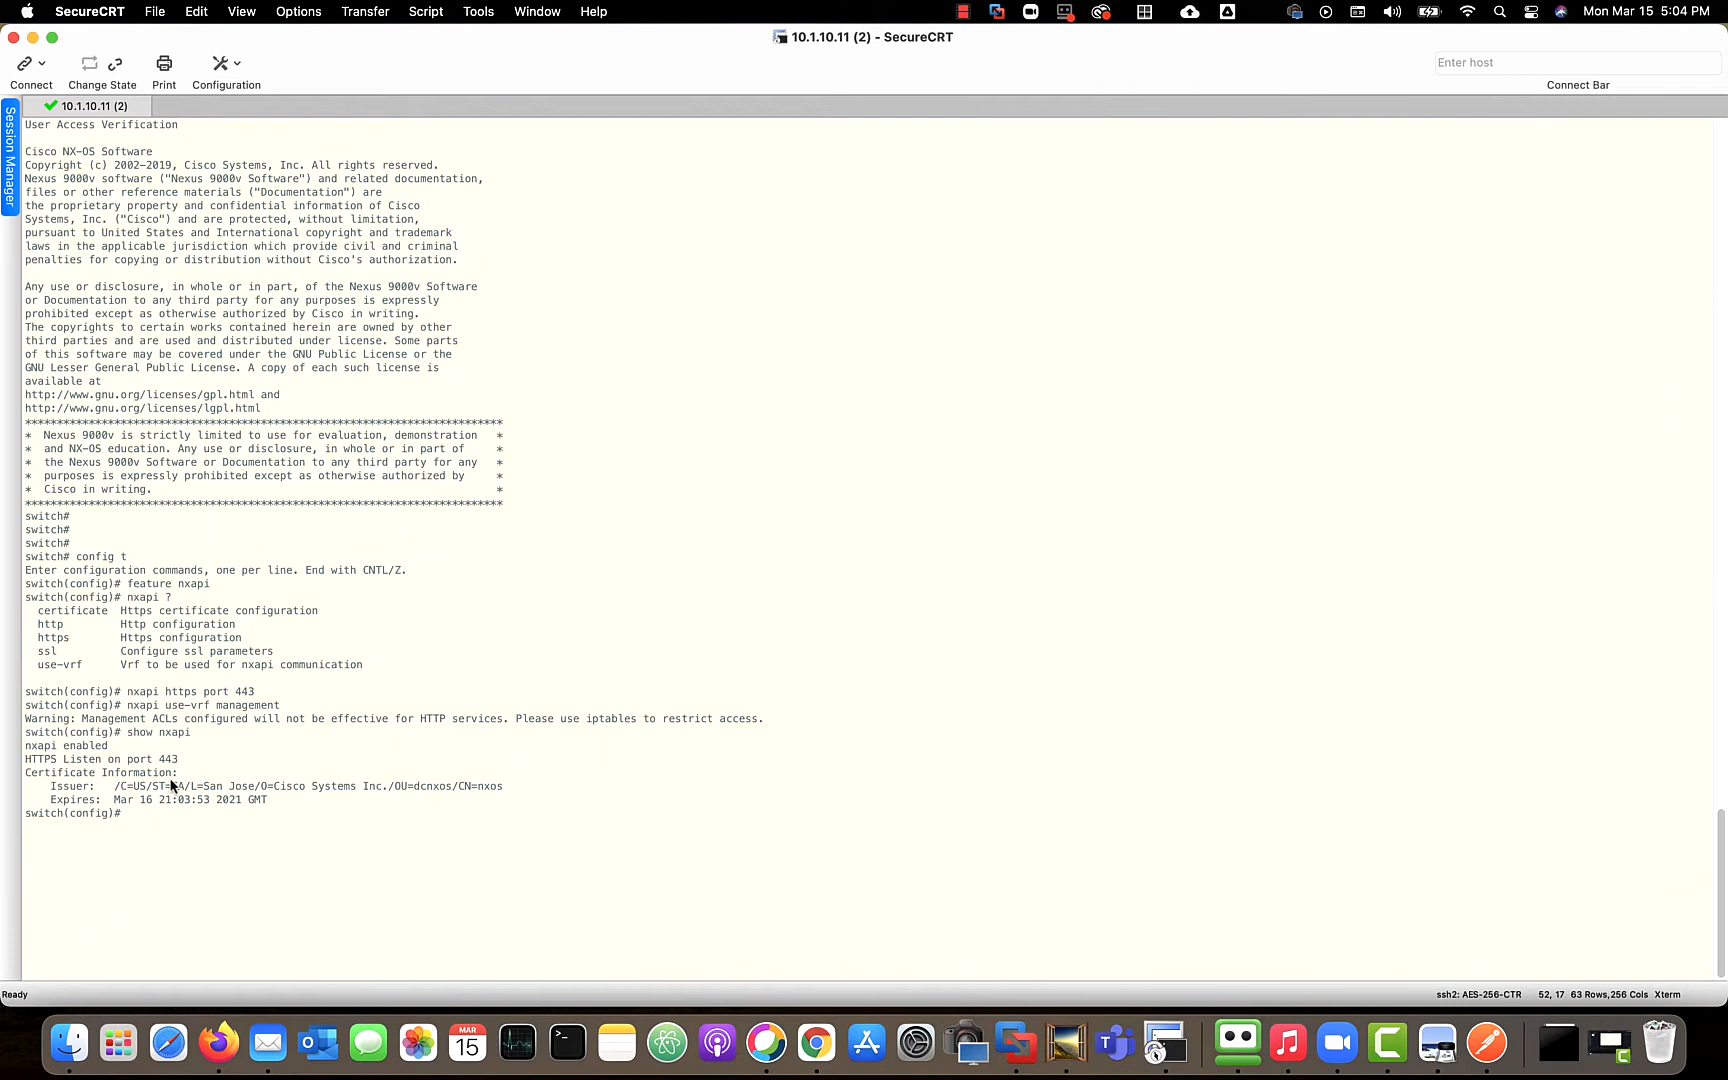 SecureCRT File Edit View Options Transfer Script Tools Window Help Mon Mar 15 5:04 PM
10.1.10.11 (2) - SecureCRT
Enter host
Connect Change State Print Configuration Connect Bar
Session Manager
10.1.10.11 (2)
User Access Verification
Cisco NX-OS Software
Copyright (c) 2002-2019, Cisco Systems, Inc. All rights reserved.
Nexus 9000v software ("Nexus 9000v Software") and related documentation,
files or other reference materials ("Documentation") are
the proprietary property and confidential information of Cisco
Systems, Inc. ("Cisco") and are protected, without limitation,
pursuant to United States and International copyright and trademark
laws in the applicable jurisdiction which provide civil and criminal
penalties for copying or distribution without Cisco's authorization.
Any use or disclosure, in whole or in part, of the Nexus 9000v Software
or Documentation to any third party for any purposes is expressly
prohibited except as otherwise authorized by Cisco in writing.
The copyrights to certain works contained herein are owned by other
third parties and are used and distributed under license. Some parts
of this software may be covered under the GNU Public License or the
GNU Lesser General Public License. A copy of each such license is
available at
http://www.gnu.org/licenses/gpl.html and
http://www.gnu.org/licenses/lgpl.html
***************************************************************************
*  Nexus 9000v is strictly limited to use for evaluation, demonstration   *
*  and NX-OS education. Any use or disclosure, in whole or in part of     *
*  the Nexus 9000v Software or Documentation to any third party for any   *
*  purposes is expressly prohibited except as otherwise authorized by     *
*  Cisco in writing.                                                      *
***************************************************************************
switch#
switch#
switch#
switch# config t
Enter configuration commands, one per line. End with CNTL/Z.
switch(config)# feature nxapi
switch(config)# nxapi ?
certificate  Https certificate configuration
http         Http configuration
https        Https configuration
ssl          Configure ssl parameters
use-vrf      Vrf to be used for nxapi communication
switch(config)# nxapi https port 443
switch(config)# nxapi use-vrf management
Warning: Management ACLs configured will not be effective for HTTP services. Please use iptables to restrict access.
switch(config)# show nxapi
nxapi enabled
HTTPS Listen on port 443
Certificate Information:
Issuer:   /C=US/ST=CA/L=San Jose/O=Cisco Systems Inc./OU=dcnxos/CN=nxos
Expires:  Mar 16 21:03:53 2021 GMT
switch(config)#
Ready ssh2: AES-256-CTR 52, 17 63 Rows,256 Cols Xterm
MAR
15